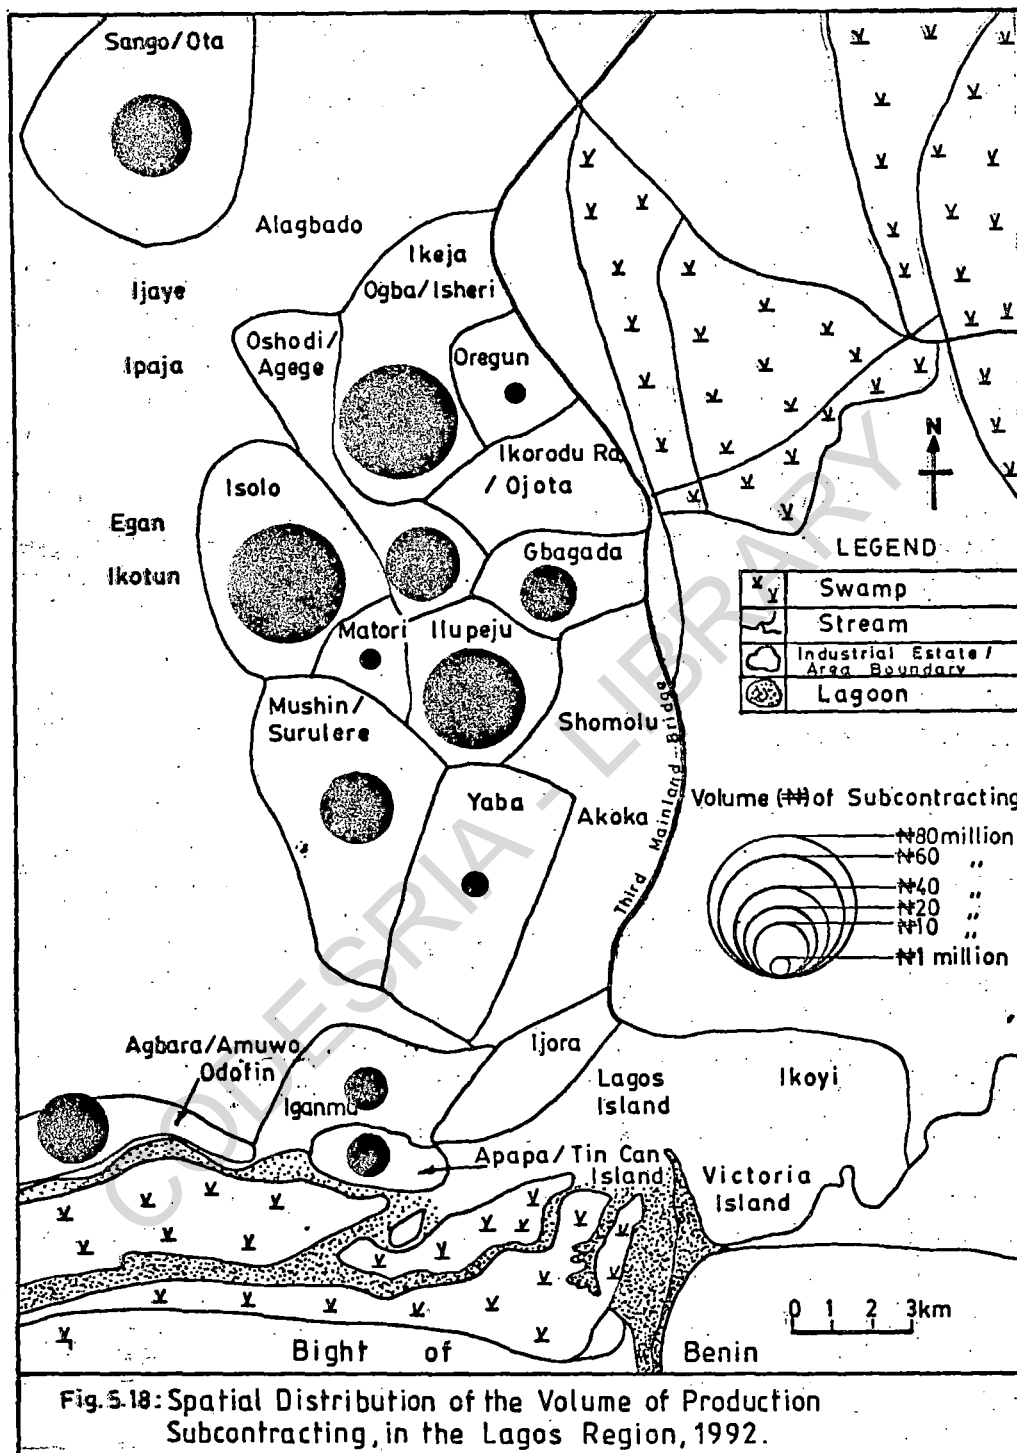 Sango/Ota
Alagbado
Ikeja
Ogba/Isheri
Ijaye
Oshodi/
Agege
Oregun
Ipaja
Ikorodu Rd
/ Ojota
N
Isolo
Egan
Gbagada
Ikotun
LEGEND
Swamp
Stream
Industrial Estate/
Area Boundary
Lagoon
Matori
Ilupeju
Mushin/
Surulere
Shomolu
Third Mainland Bridge
Yaba
Akoka
Volume (₦) of Subcontracting
₦80 million
₦60 ,,
₦40 ,,
₦20 ,,
₦10 ,,
₦1 million
Agbara/Amuwo
Odofin
Ijora
Iganmu
Lagos
Island
Ikoyi
Apapa/Tin Can
Island
Victoria
Island
0 1 2 3km
Bight of Benin
Fig. 5.18: Spatial Distribution of the Volume of Production
Subcontracting, in the Lagos Region, 1992.
CODESRIA - LIBRARY